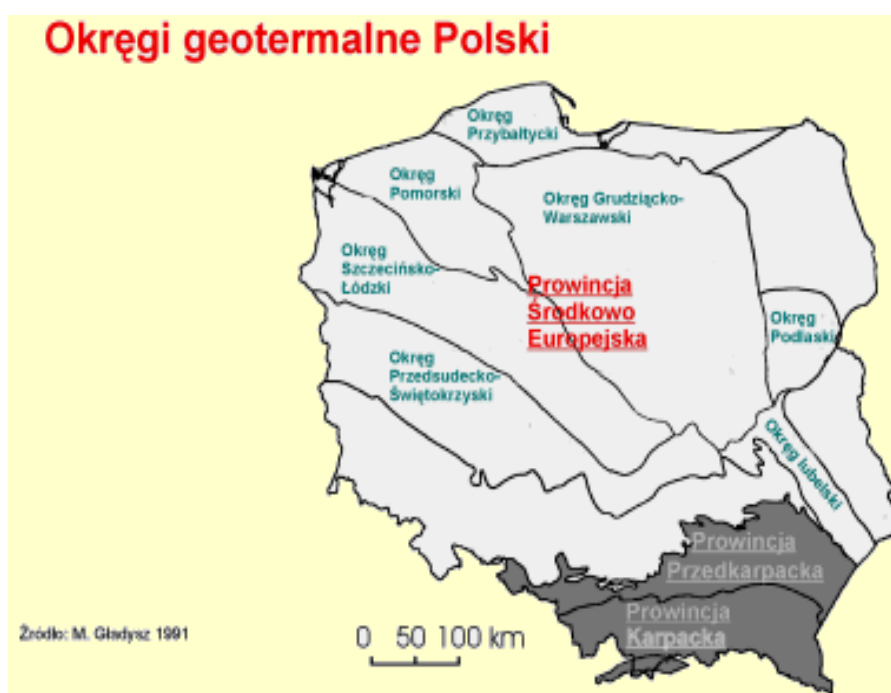 Okręgi geotermalne Polski
Okręg
Przybałtycki
Okręg
Pomorski
Okręg Grudziącko-
Warszawski
Okręg
Szczecińsko-
Łódzki
Prowincja
Środkowo
Europejska
Okręg
Podlaski
Okręg
Przedsudecko-
Świętokrzyski
Okręg lubelski
Prowincja
Przedkarpacka
Prowincja
Karpacka
Źródło: M. Gładysz 1991
0 50 100 km